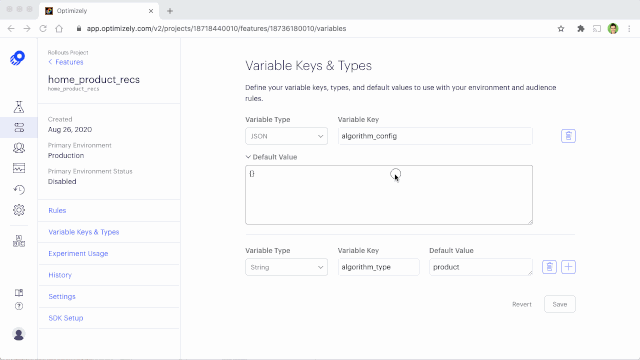 Optimizely
app.optimizely.com/v2/projects/18718440010/features/18736180010/variables
Rollouts Project
Features
home_product_recs
home_product_recs
Created
Aug 26, 2020
Primary Environment
Production
Primary Environment Status
Disabled
Rules
Variable Keys & Types
Experiment Usage
History
Settings
SDK Setup
Variable Keys & Types
Define your variable keys, types, and default values to use with your environment and audience
rules.
Variable Type Variable Key
JSON algorithm_config
Default Value
{}
Variable Type Variable Key Default Value
String algorithm_type product
Revert Save